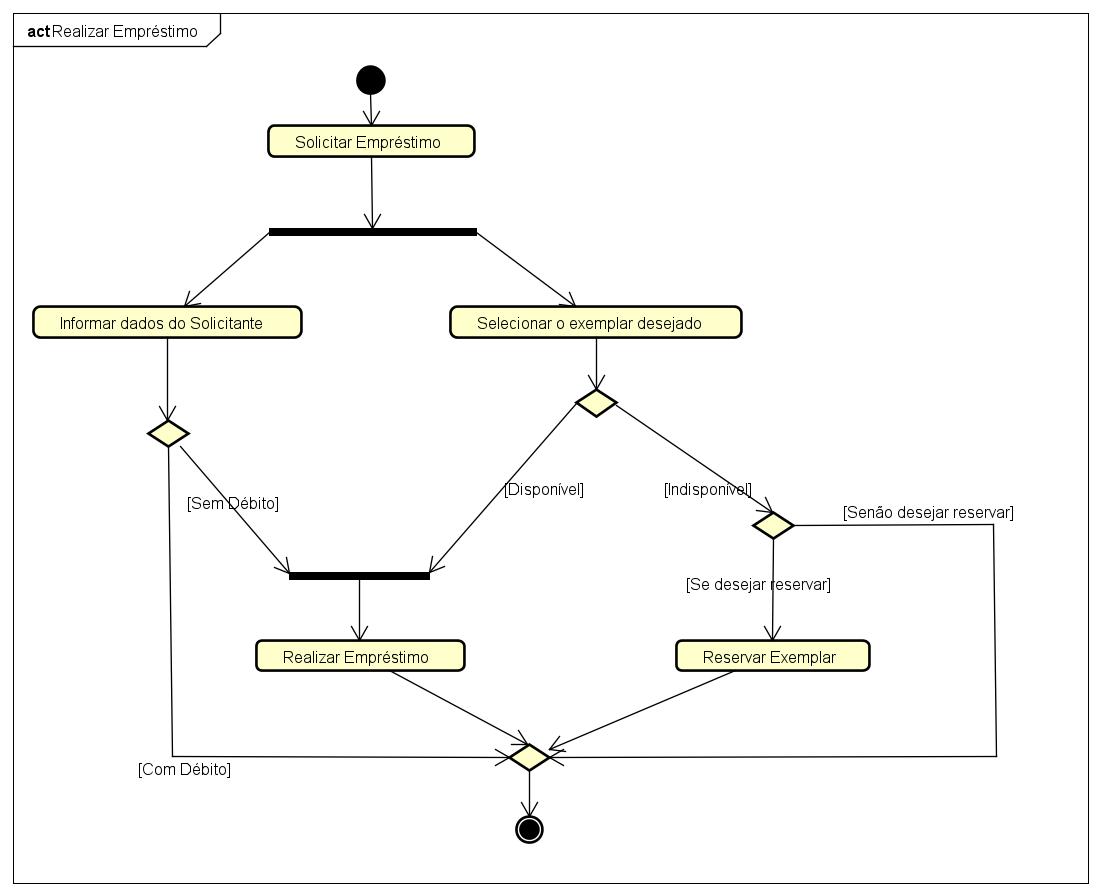 act Realizar Empréstimo
Solicitar Empréstimo
Informar dados do Solicitante
Selecionar o exemplar desejado
[Sem Débito]
[Disponível]
[Indisponível]
[Senão desejar reservar]
[Se desejar reservar]
Realizar Empréstimo
Reservar Exemplar
[Com Débito]